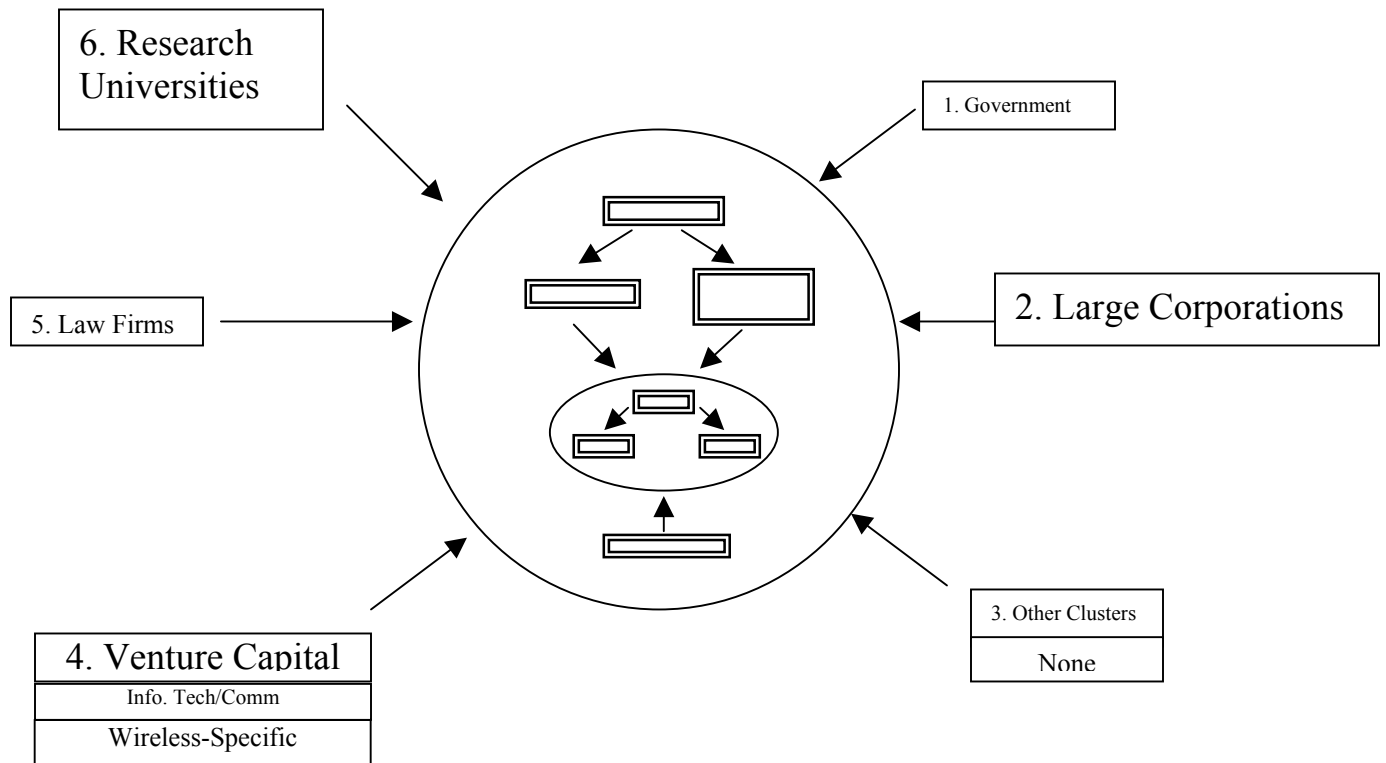 6. Research
Universities
1. Government
5. Law Firms
2. Large Corporations
3. Other Clusters
None
4. Venture Capital
Info. Tech/Comm
Wireless-Specific